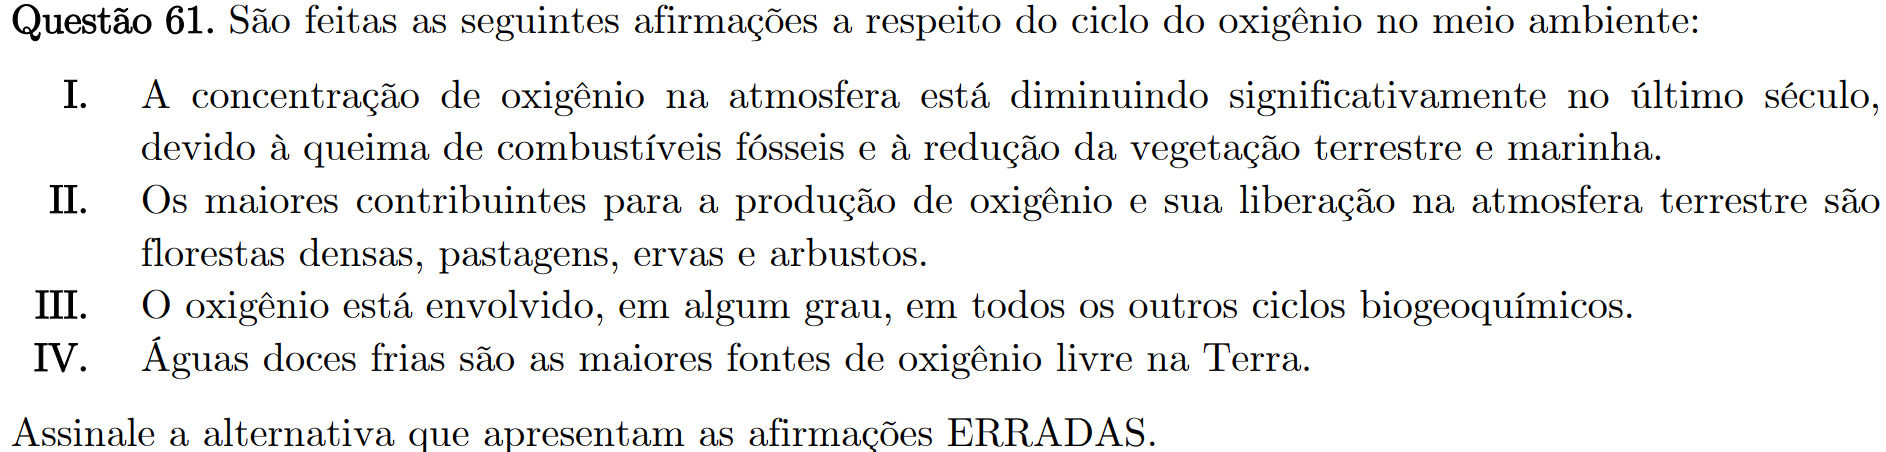 Questão 61. São feitas as seguintes afirmações a respeito do ciclo do oxigênio no meio ambiente:
I. A concentração de oxigênio na atmosfera está diminuindo significativamente no último século,
devido à queima de combustíveis fósseis e à redução da vegetação terrestre e marinha.
II. Os maiores contribuintes para a produção de oxigênio e sua liberação na atmosfera terrestre são
florestas densas, pastagens, ervas e arbustos.
III. O oxigênio está envolvido, em algum grau, em todos os outros ciclos biogeoquímicos.
IV. Águas doces frias são as maiores fontes de oxigênio livre na Terra.
Assinale a alternativa que apresentam as afirmações ERRADAS.